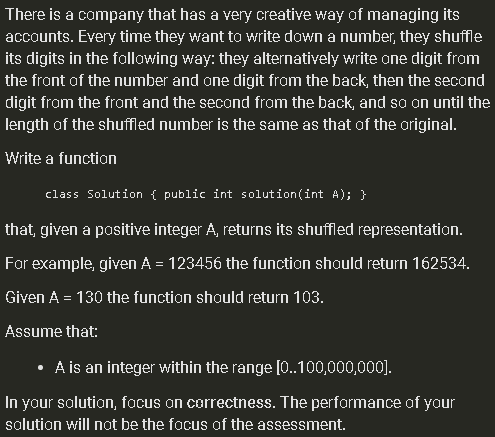 There is a company that has a very creative way of managing its
accounts. Every time they want to write down a number, they shuffle
its digits in the following way: they alternatively write one digit from
the front of the number and one digit from the back, then the second
digit from the front and the second from the back, and so on until the
length of the shuffled number is the same as that of the original.
Write a function
class Solution { public int solution(int A); }
that, given a positive integer A, returns its shuffled representation.
For example, given A = 123456 the function should return 162534.
Given A = 130 the function should return 103.
Assume that:
• A is an integer within the range [0..100,000,000].
In your solution, focus on correctness. The performance of your
solution will not be the focus of the assessment.